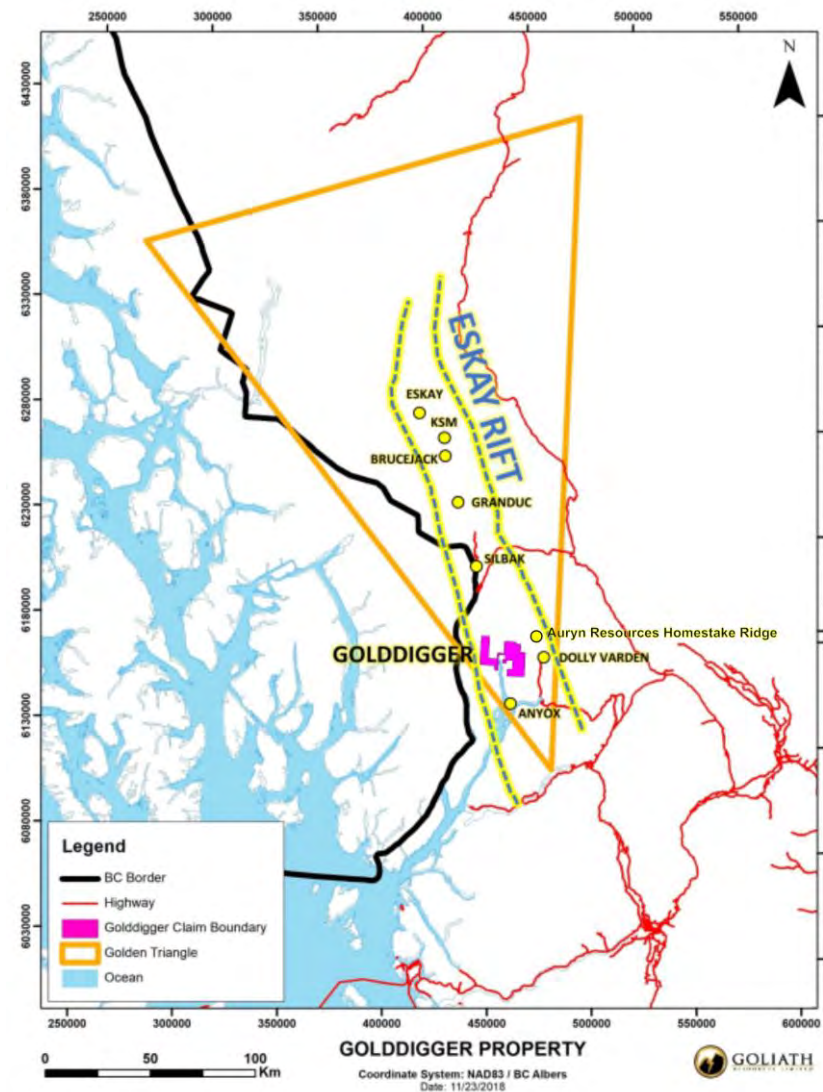 250000 300000 350000 400000 450000 500000 550000
N
6430000
6380000
6330000
6280000
6230000
6180000
6130000
6080000
6030000
ESKAY RIFT
ESKAY
KSM
BRUCEJACK
GRANDUC
SILBAK
Auryn Resources Homestake Ridge
GOLDDIGGER
DOLLY VARDEN
ANYOX
Legend
BC Border
Highway
Golddigger Claim Boundary
Golden Triangle
Ocean
250000 300000 350000 400000 450000 500000 550000 600000
0 25 50 100
Km
GOLDDIGGER PROPERTY
Coordinate System: NAD83 / BC Albers
Date: 11/23/2018
GOLIATH
RESOURCES LIMITED